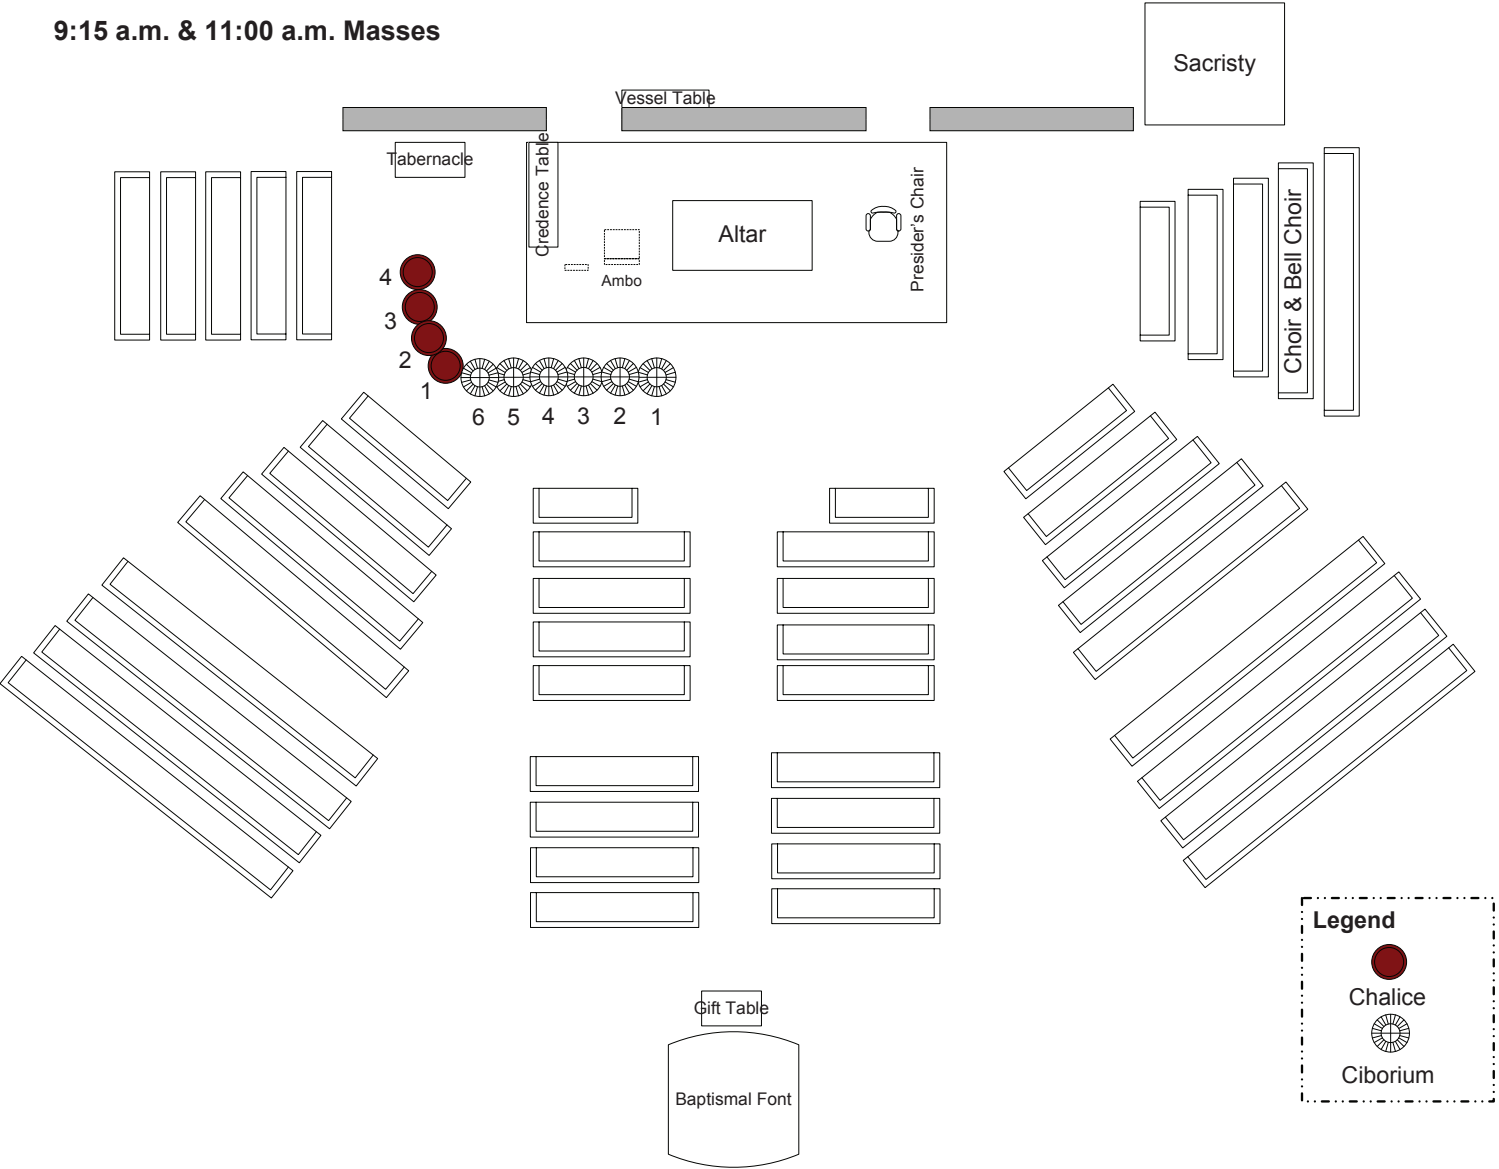 9:15 a.m. & 11:00 a.m. Masses
Sacristy
Vessel Table
Tabernacle
Credence Table
Altar
Presider's Chair
Ambo
Choir & Bell Choir
4
3
2
1
6 5 4 3 2 1
Legend
Chalice
Ciborium
Gift Table
Baptismal Font